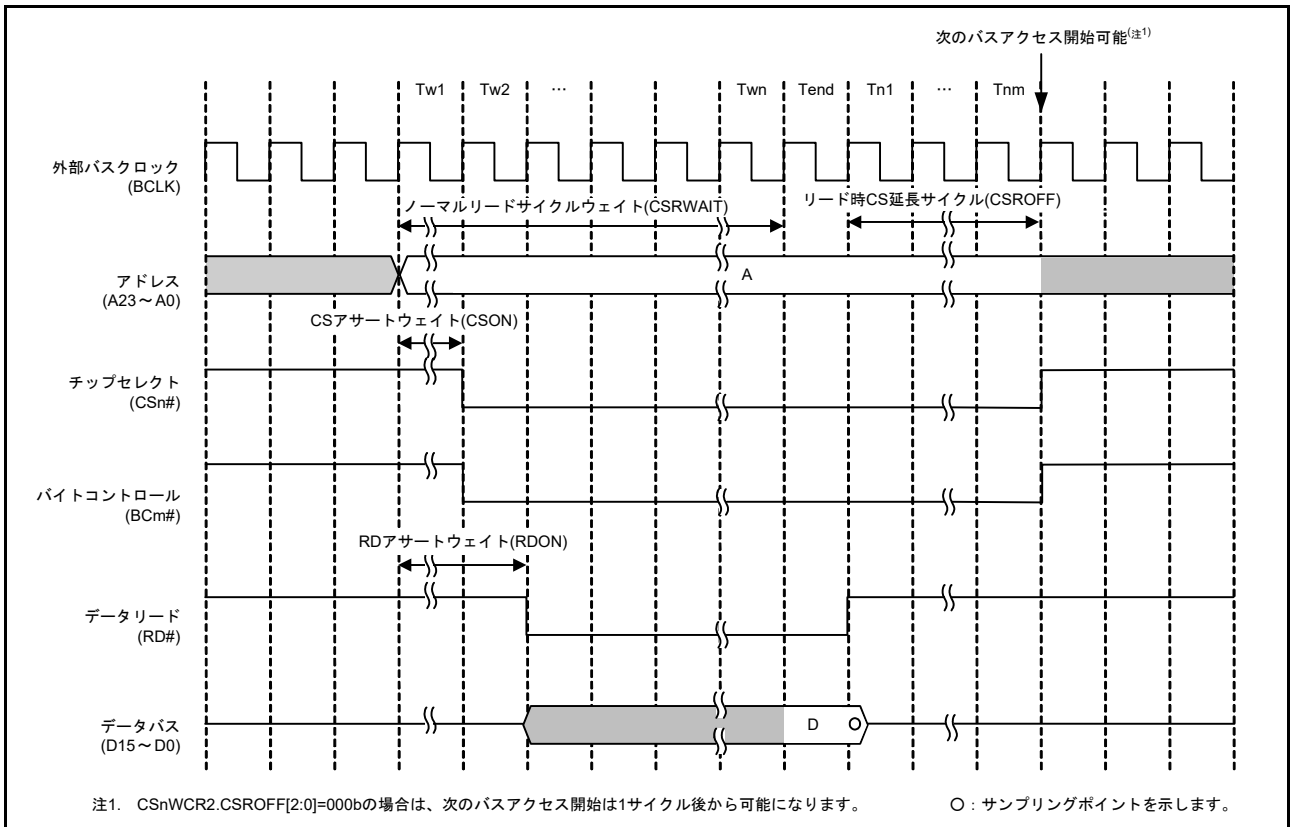 次のバスアクセス開始可能(注1)
Tw1 Tw2 … Twn Tend Tn1 … Tnm
外部バスクロック
(BCLK)
ノーマルリードサイクルウェイト(CSRWAIT)
リード時CS延長サイクル(CSROFF)
アドレス
(A23～A0)
A
CSアサートウェイト(CSON)
チップセレクト
(CSn#)
バイトコントロール
(BCm#)
RDアサートウェイト(RDON)
データリード
(RD#)
データバス
(D15～D0)
D
注1. CSnWCR2.CSROFF[2:0]=000bの場合は、次のバスアクセス開始は1サイクル後から可能になります。
○：サンプリングポイントを示します。